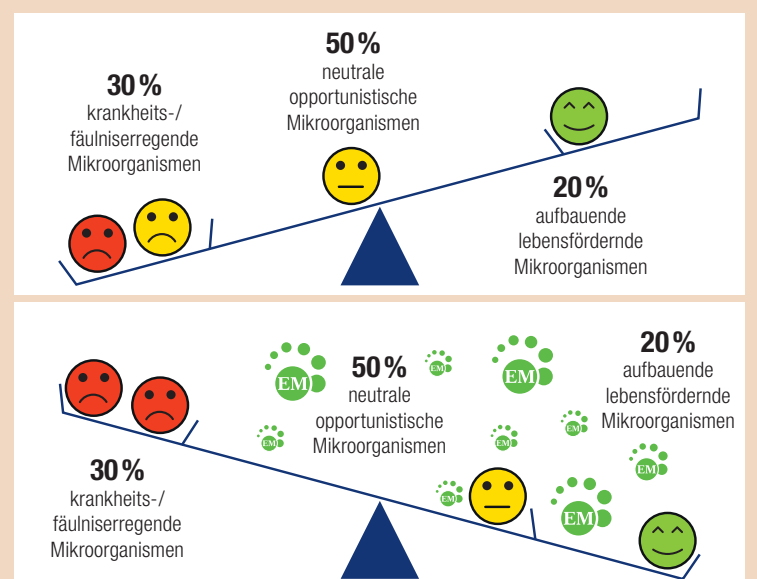 30 %
krankheits-/
fäulniserregende
Mikroorganismen
50 %
neutrale
opportunistische
Mikroorganismen
20 %
aufbauende
lebensfördernde
Mikroorganismen
EM
50 %
neutrale
opportunistische
Mikroorganismen
EM
EM
20 %
aufbauende
lebensfördernde
Mikroorganismen
EM
EM
EM
EM
30 %
krankheits-/
fäulniserregende
Mikroorganismen
EM
EM